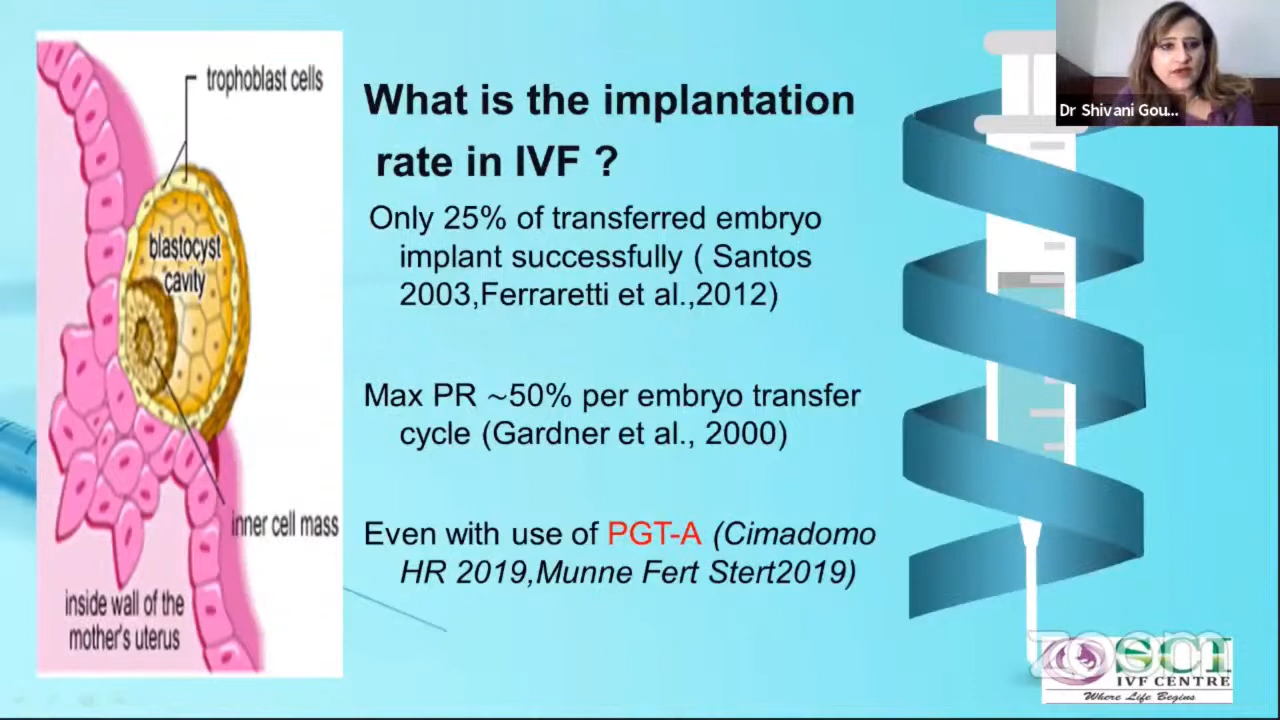 trophoblast cells
blastocyst
cavity
inner cell mass
inside wall of the
mother's uterus
What is the implantation
rate in IVF ?
Only 25% of transferred embryo
implant successfully ( Santos
2003,Ferraretti et al.,2012)
Max PR ~50% per embryo transfer
cycle (Gardner et al., 2000)
Even with use of PGT-A (Cimadomo
HR 2019,Munne Fert Stert2019)
Dr Shivani Gou...
zoom
SCI
IVF CENTRE
Where Life Begins